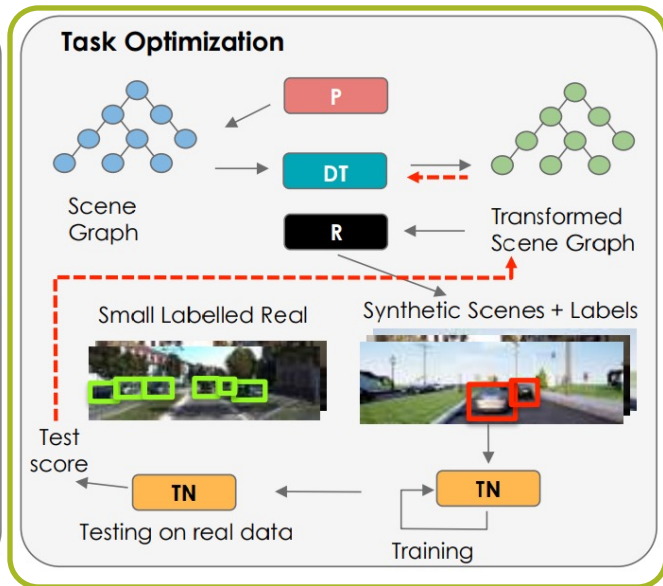 Task Optimization
P
DT
Scene
Graph
R
Transformed
Scene Graph
Small Labelled Real
Synthetic Scenes + Labels
Test
score
TN
TN
Testing on real data
Training